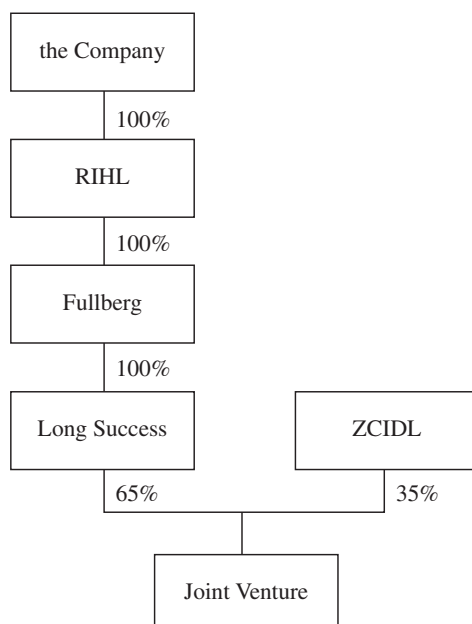 the Company
100%
RIHL
100%
Fullberg
100%
Long Success
ZCIDL
65%
35%
Joint Venture